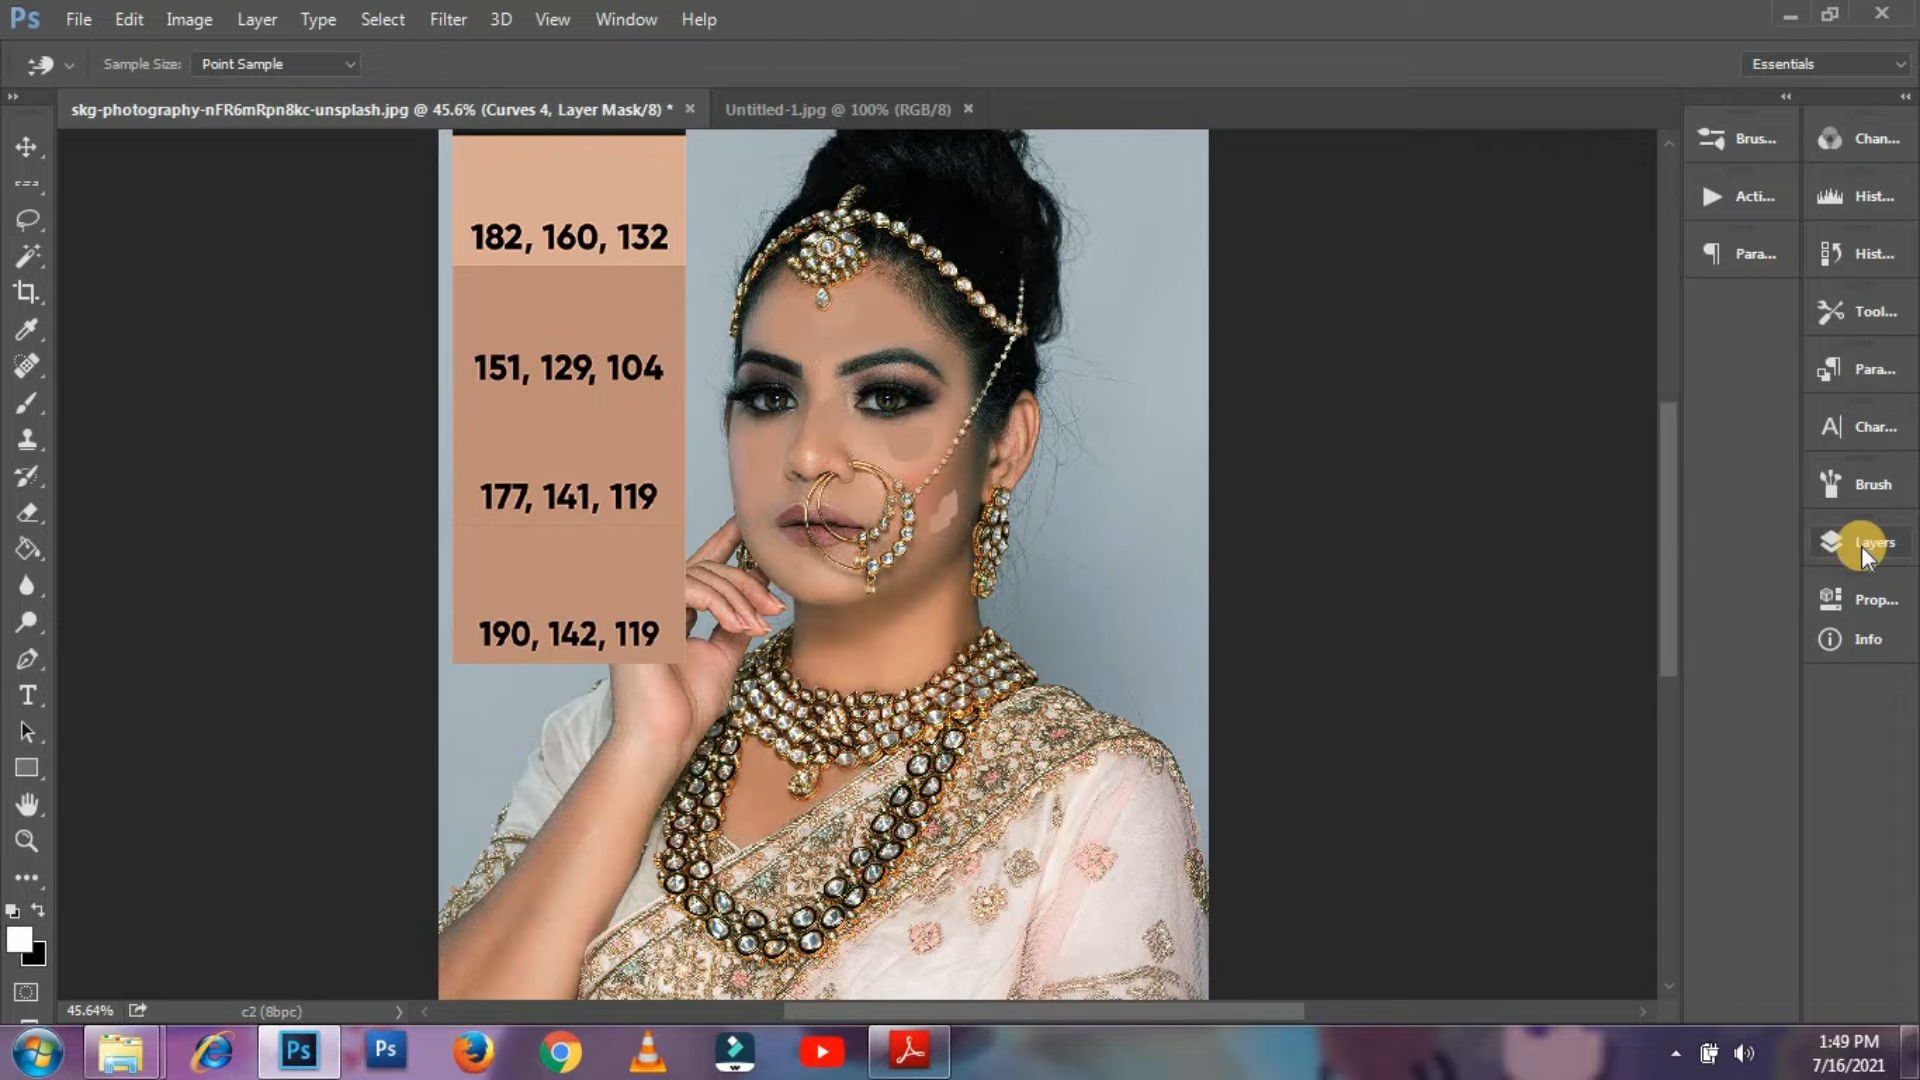 Ps File Edit Image Layer Type Select Filter 3D View Window Help
Sample Size: Point Sample Essentials
skg-photography-nFR6mRpn8kc-unsplash.jpg @ 45.6% (Curves 4, Layer Mask/8) * × Untitled-1.jpg @ 100% (RGB/8) ×
Brus...
Acti...
Para...
Chan...
Hist...
Hist...
Tool...
Para...
Char...
Brush
Layers
Prop...
Info
182, 160, 132
151, 129, 104
177, 141, 119
190, 142, 119
45.64% c2 (8bpc)
Ps Ps
1:49 PM
7/16/2021